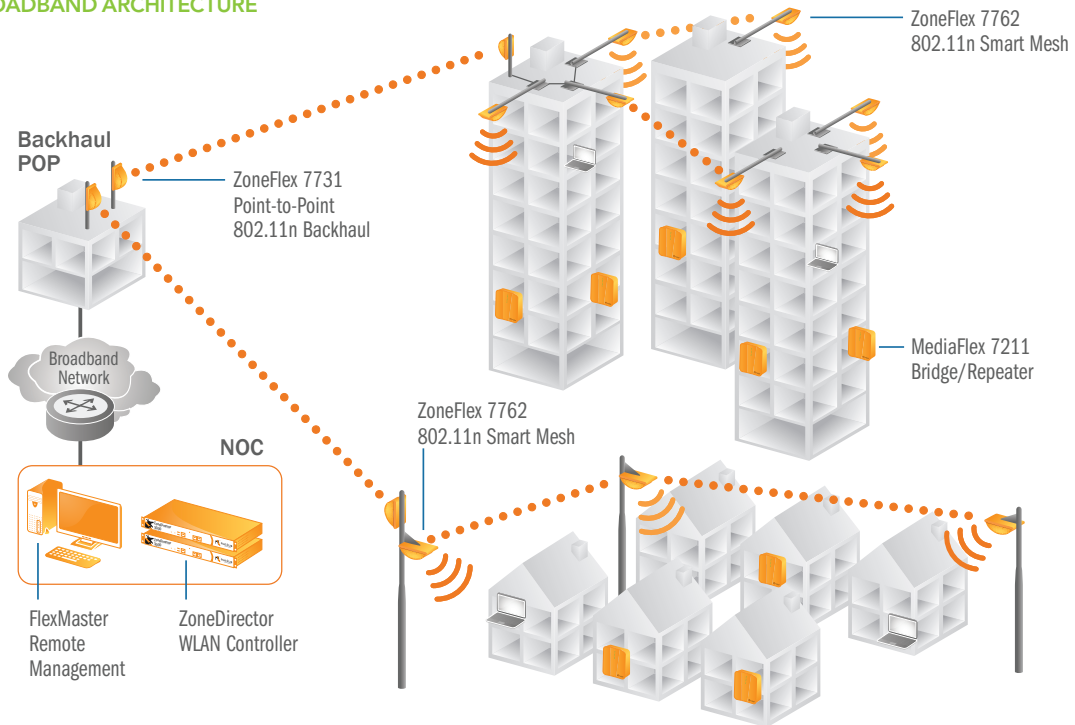 OADBAND ARCHITECTURE
ZoneFlex 7762
802.11n Smart Mesh
Backhaul
POP
ZoneFlex 7731
Point-to-Point
802.11n Backhaul
Broadband
Network
MediaFlex 7211
Bridge/Repeater
ZoneFlex 7762
802.11n Smart Mesh
NOC
FlexMaster
Remote
Management
ZoneDirector
WLAN Controller